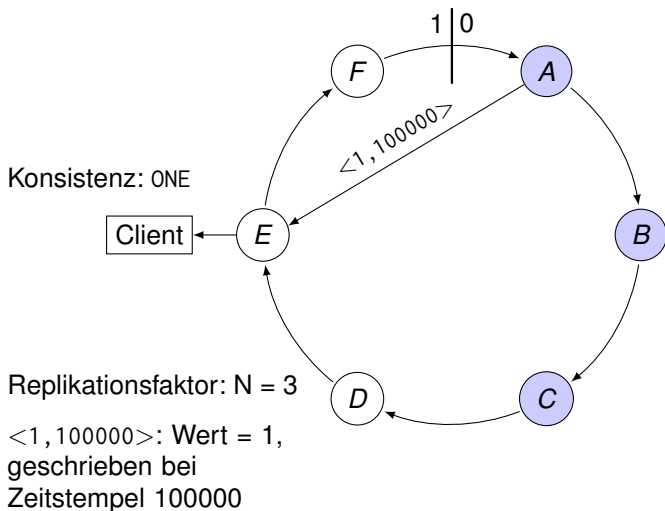 1 0
F
A
<1,100000>
Konsistenz: ONE
Client
E
B
Replikationsfaktor: N = 3
D
C
<1,100000>: Wert = 1,
geschrieben bei
Zeitstempel 100000